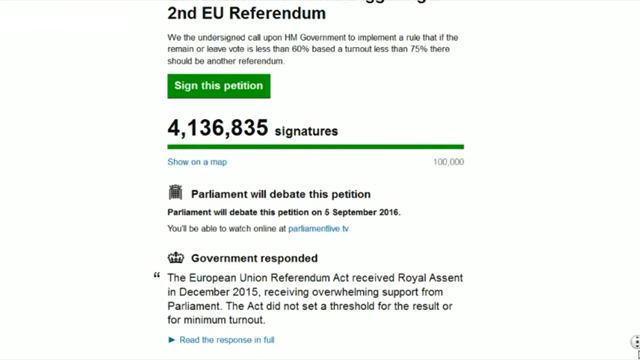 2nd EU Referendum
We the undersigned call upon HM Government to implement a rule that if the
remain or leave vote is less than 60% based a turnout less than 75% there
should be another referendum.
Sign this petition
4,136,835 signatures
Show on a map
100,000
Parliament will debate this petition
Parliament will debate this petition on 5 September 2016.
You'll be able to watch online at parliamentlive.tv
Government responded
“ The European Union Referendum Act received Royal Assent
in December 2015, receiving overwhelming support from
Parliament. The Act did not set a threshold for the result or
for minimum turnout.
► Read the response in full